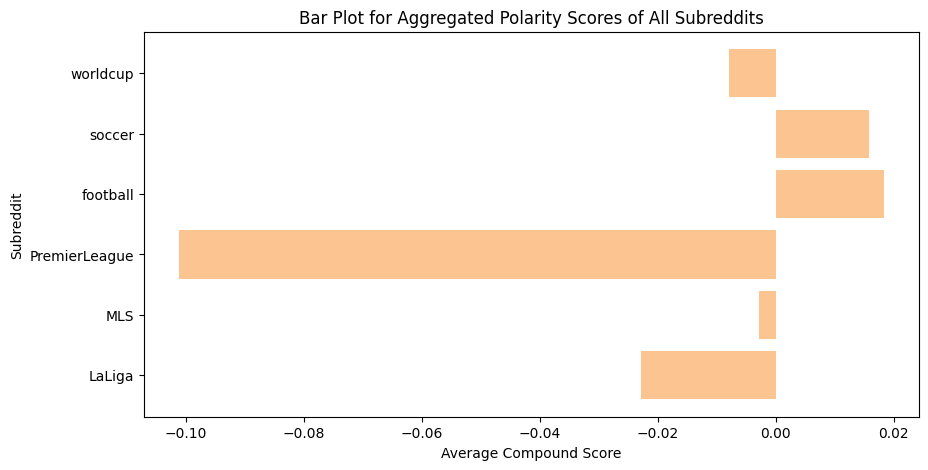 Bar Plot for Aggregated Polarity Scores of All Subreddits
Subreddit
worldcup
soccer
football
PremierLeague
MLS
LaLiga
−0.10 −0.08 −0.06 −0.04 −0.02 0.00 0.02
Average Compound Score